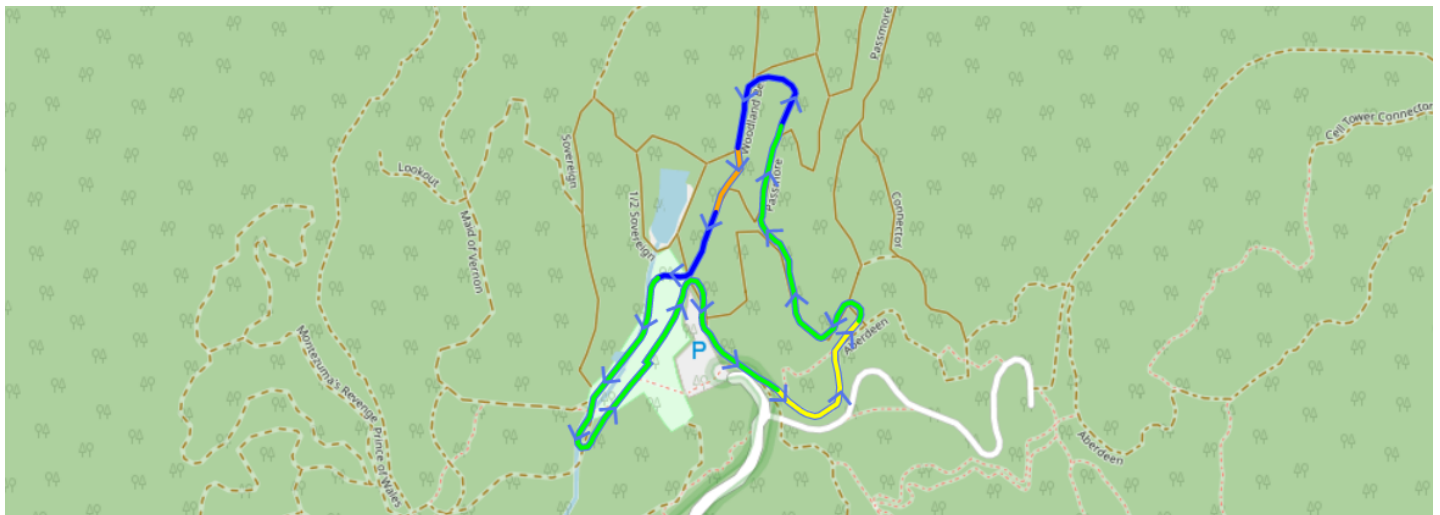 Passmore
Cell Tower Connector
Woodland Be
Sovereign
Lookout
Passmore
1/2 Sovereign
Maid of Vernon
Connector
Aberdeen
P
Montezuma's Revenge
Prince of Wales
Aberdeen